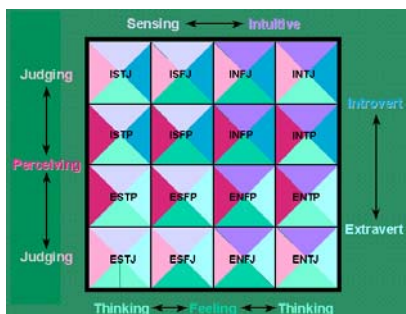 Sensing Intuitive
Judging ISTJ ISFJ INFJ INTJ
Introvert
ISTP ISFP INFP INTP
Perceiving
ESTP ESFP ENFP ENTP
Extravert
Judging ESTJ ESFJ ENFJ ENTJ
Thinking Feeling Thinking